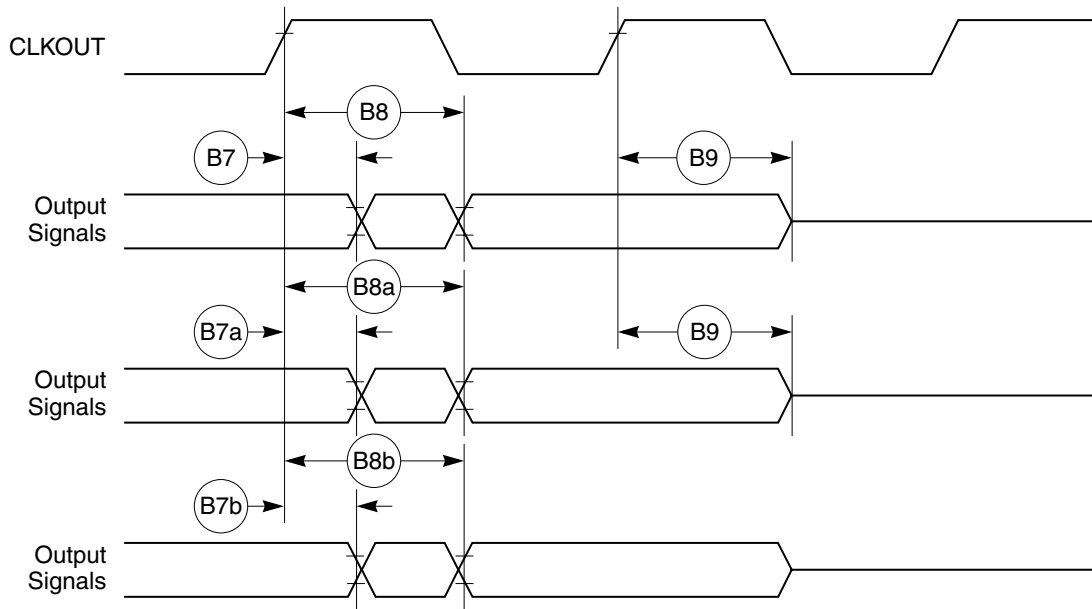 CLKOUT
B8
B7
B9
Output
Signals
B8a
B7a
B9
Output
Signals
B8b
B7b
Output
Signals